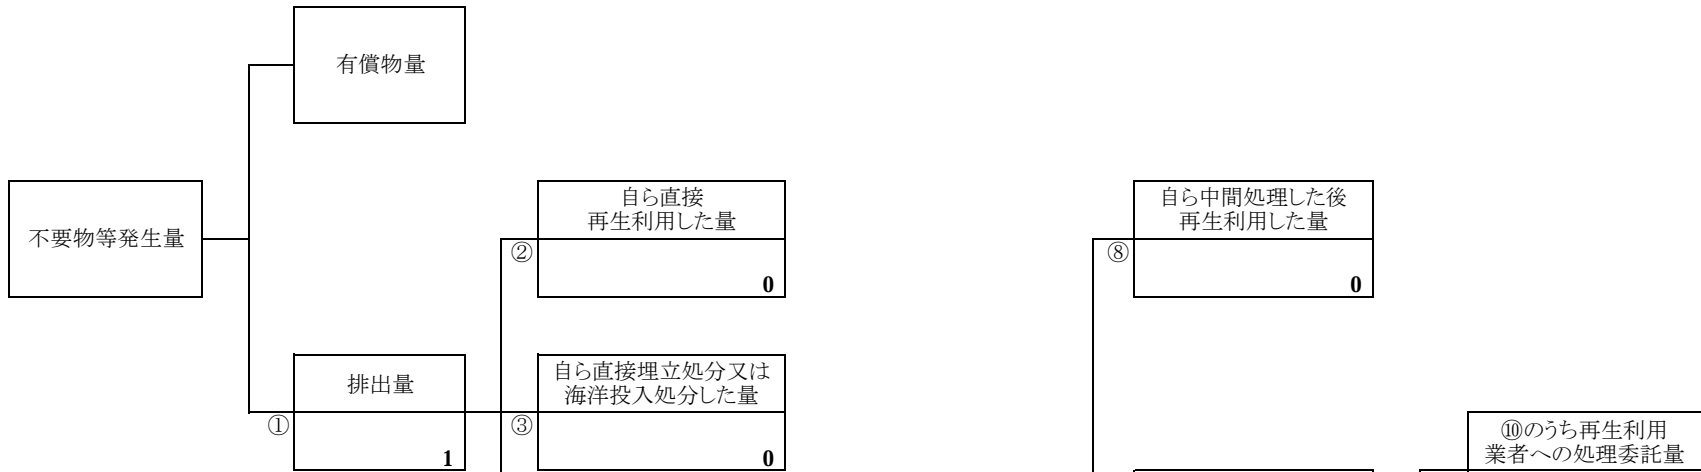 有償物量
不要物等発生量
自ら直接
再生利用した量
②
0
自ら中間処理した後
再生利用した量
⑧
0
排出量
①
1
自ら直接埋立処分又は
海洋投入処分した量
③
0
⑩のうち再生利用
業者への処理委託量